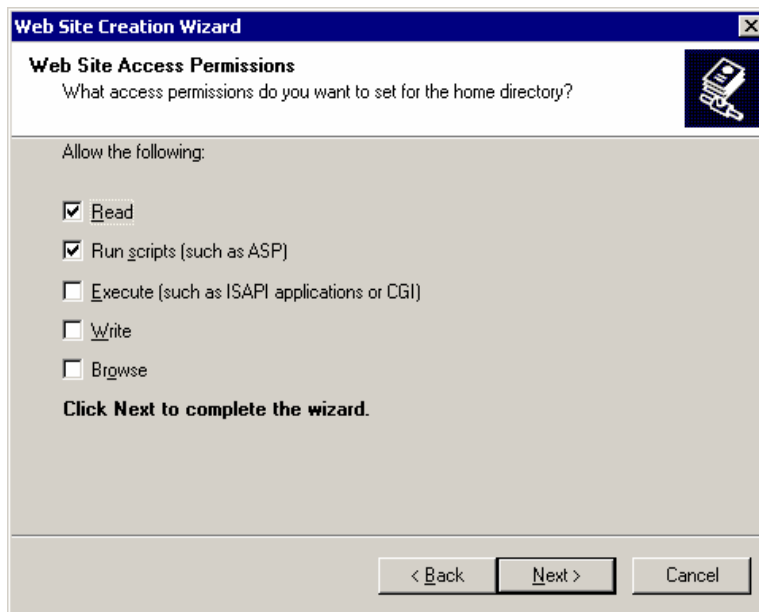 Web Site Creation Wizard
Web Site Access Permissions
What access permissions do you want to set for the home directory?
Allow the following:
Read
Run scripts (such as ASP)
Execute (such as ISAPI applications or CGI)
Write
Browse
Click Next to complete the wizard.
< Back
Next >
Cancel